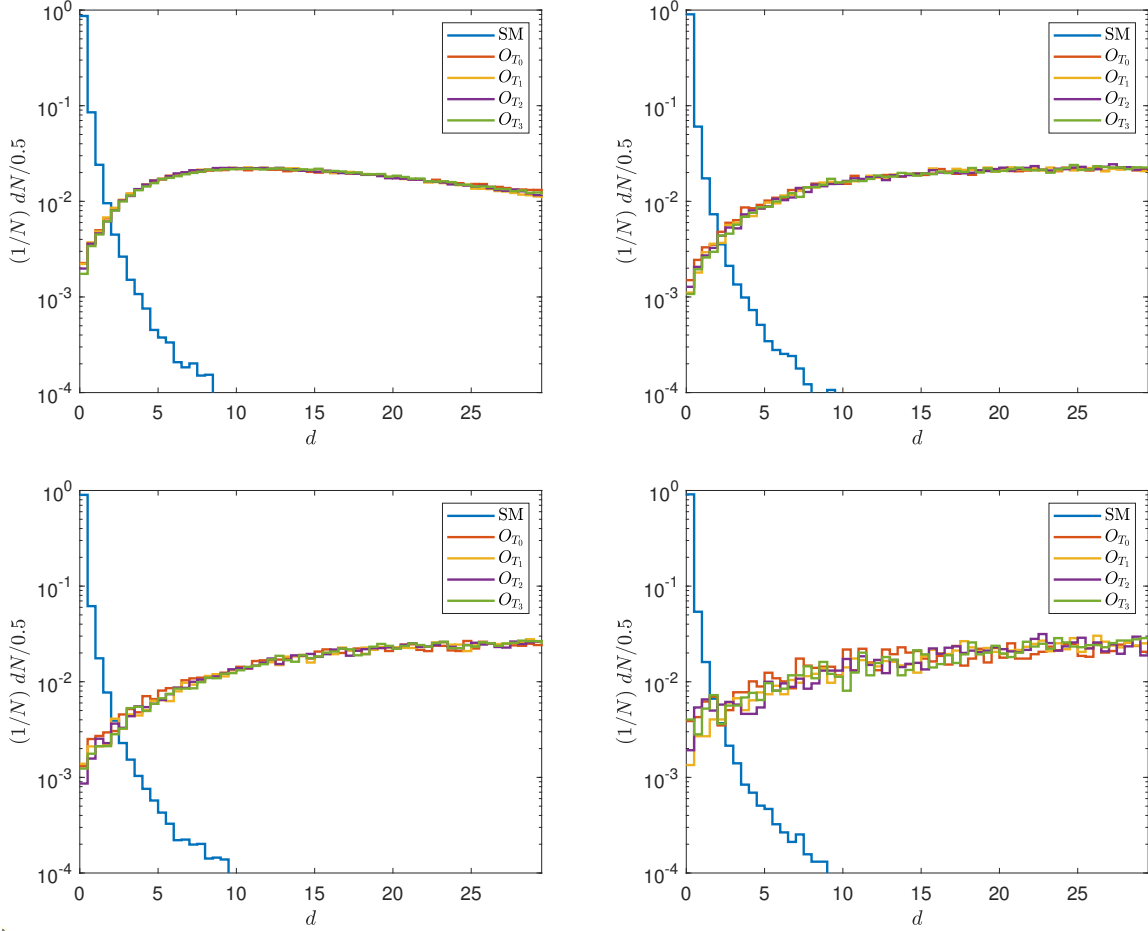 10^0
10^-1
10^-2
10^-3
10^-4
(1/N) dN/0.5
0 5 10 15 20 25
d
SM
O_{T_0}
O_{T_1}
O_{T_2}
O_{T_3}
10^0
10^-1
10^-2
10^-3
10^-4
(1/N) dN/0.5
0 5 10 15 20 25
d
SM
O_{T_0}
O_{T_1}
O_{T_2}
O_{T_3}
10^0
10^-1
10^-2
10^-3
10^-4
(1/N) dN/0.5
0 5 10 15 20 25
d
SM
O_{T_0}
O_{T_1}
O_{T_2}
O_{T_3}
10^0
10^-1
10^-2
10^-3
10^-4
(1/N) dN/0.5
0 5 10 15 20 25
d
SM
O_{T_0}
O_{T_1}
O_{T_2}
O_{T_3}